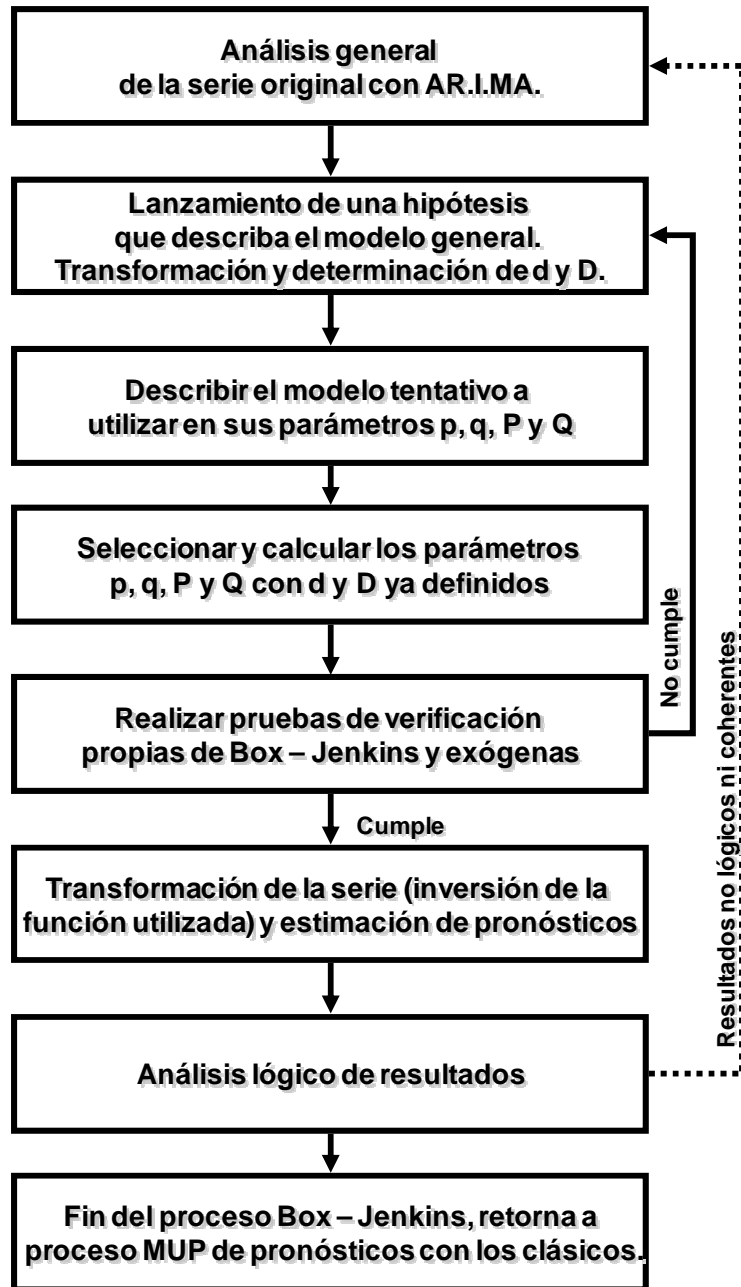 Análisis general
de la serie original con AR.I.MA.
Lanzamiento de una hipótesis
que describa el modelo general.
Transformación y determinación de d y D.
Describir el modelo tentativo a
utilizar en sus parámetros p, q, P y Q
Seleccionar y calcular los parámetros
p, q, P y Q con d y D ya definidos
No cumple
Realizar pruebas de verificación
propias de Box – Jenkins y exógenas
Cumple
Transformación de la serie (inversión de la
función utilizada) y estimación de pronósticos
Resultados no lógicos ni coherentes
Análisis lógico de resultados
Fin del proceso Box – Jenkins, retorna a
proceso MUP de pronósticos con los clásicos.